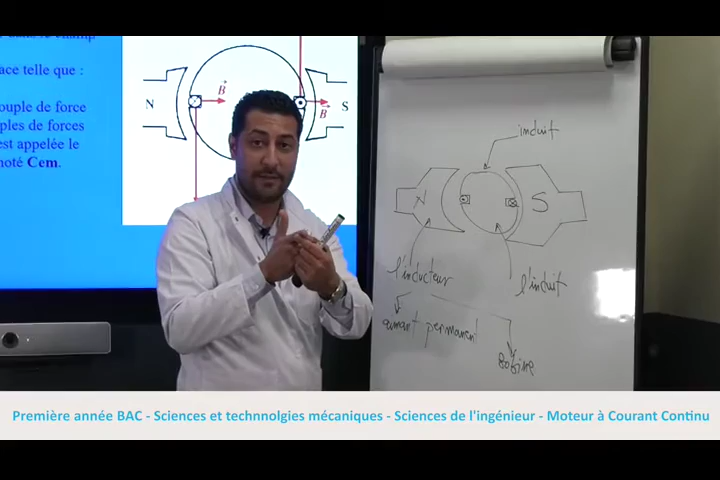 ace telle que :
ouple de force
ples de forces
est appelée le
noté Cem.
N
B
B
S
induit
N
S
l'inducteur
l'induit
aimant permanent
Bobine
Première année BAC - Sciences et technnolgies mécaniques - Sciences de l'ingénieur - Moteur à Courant Continu